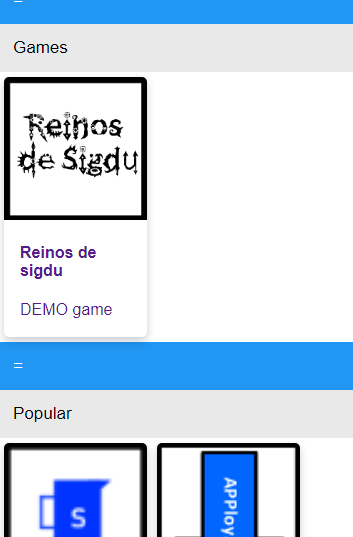 =
Games
Reinos
de Sigdu
Reinos de
sigdu
DEMO game
=
Popular
S
APPloy